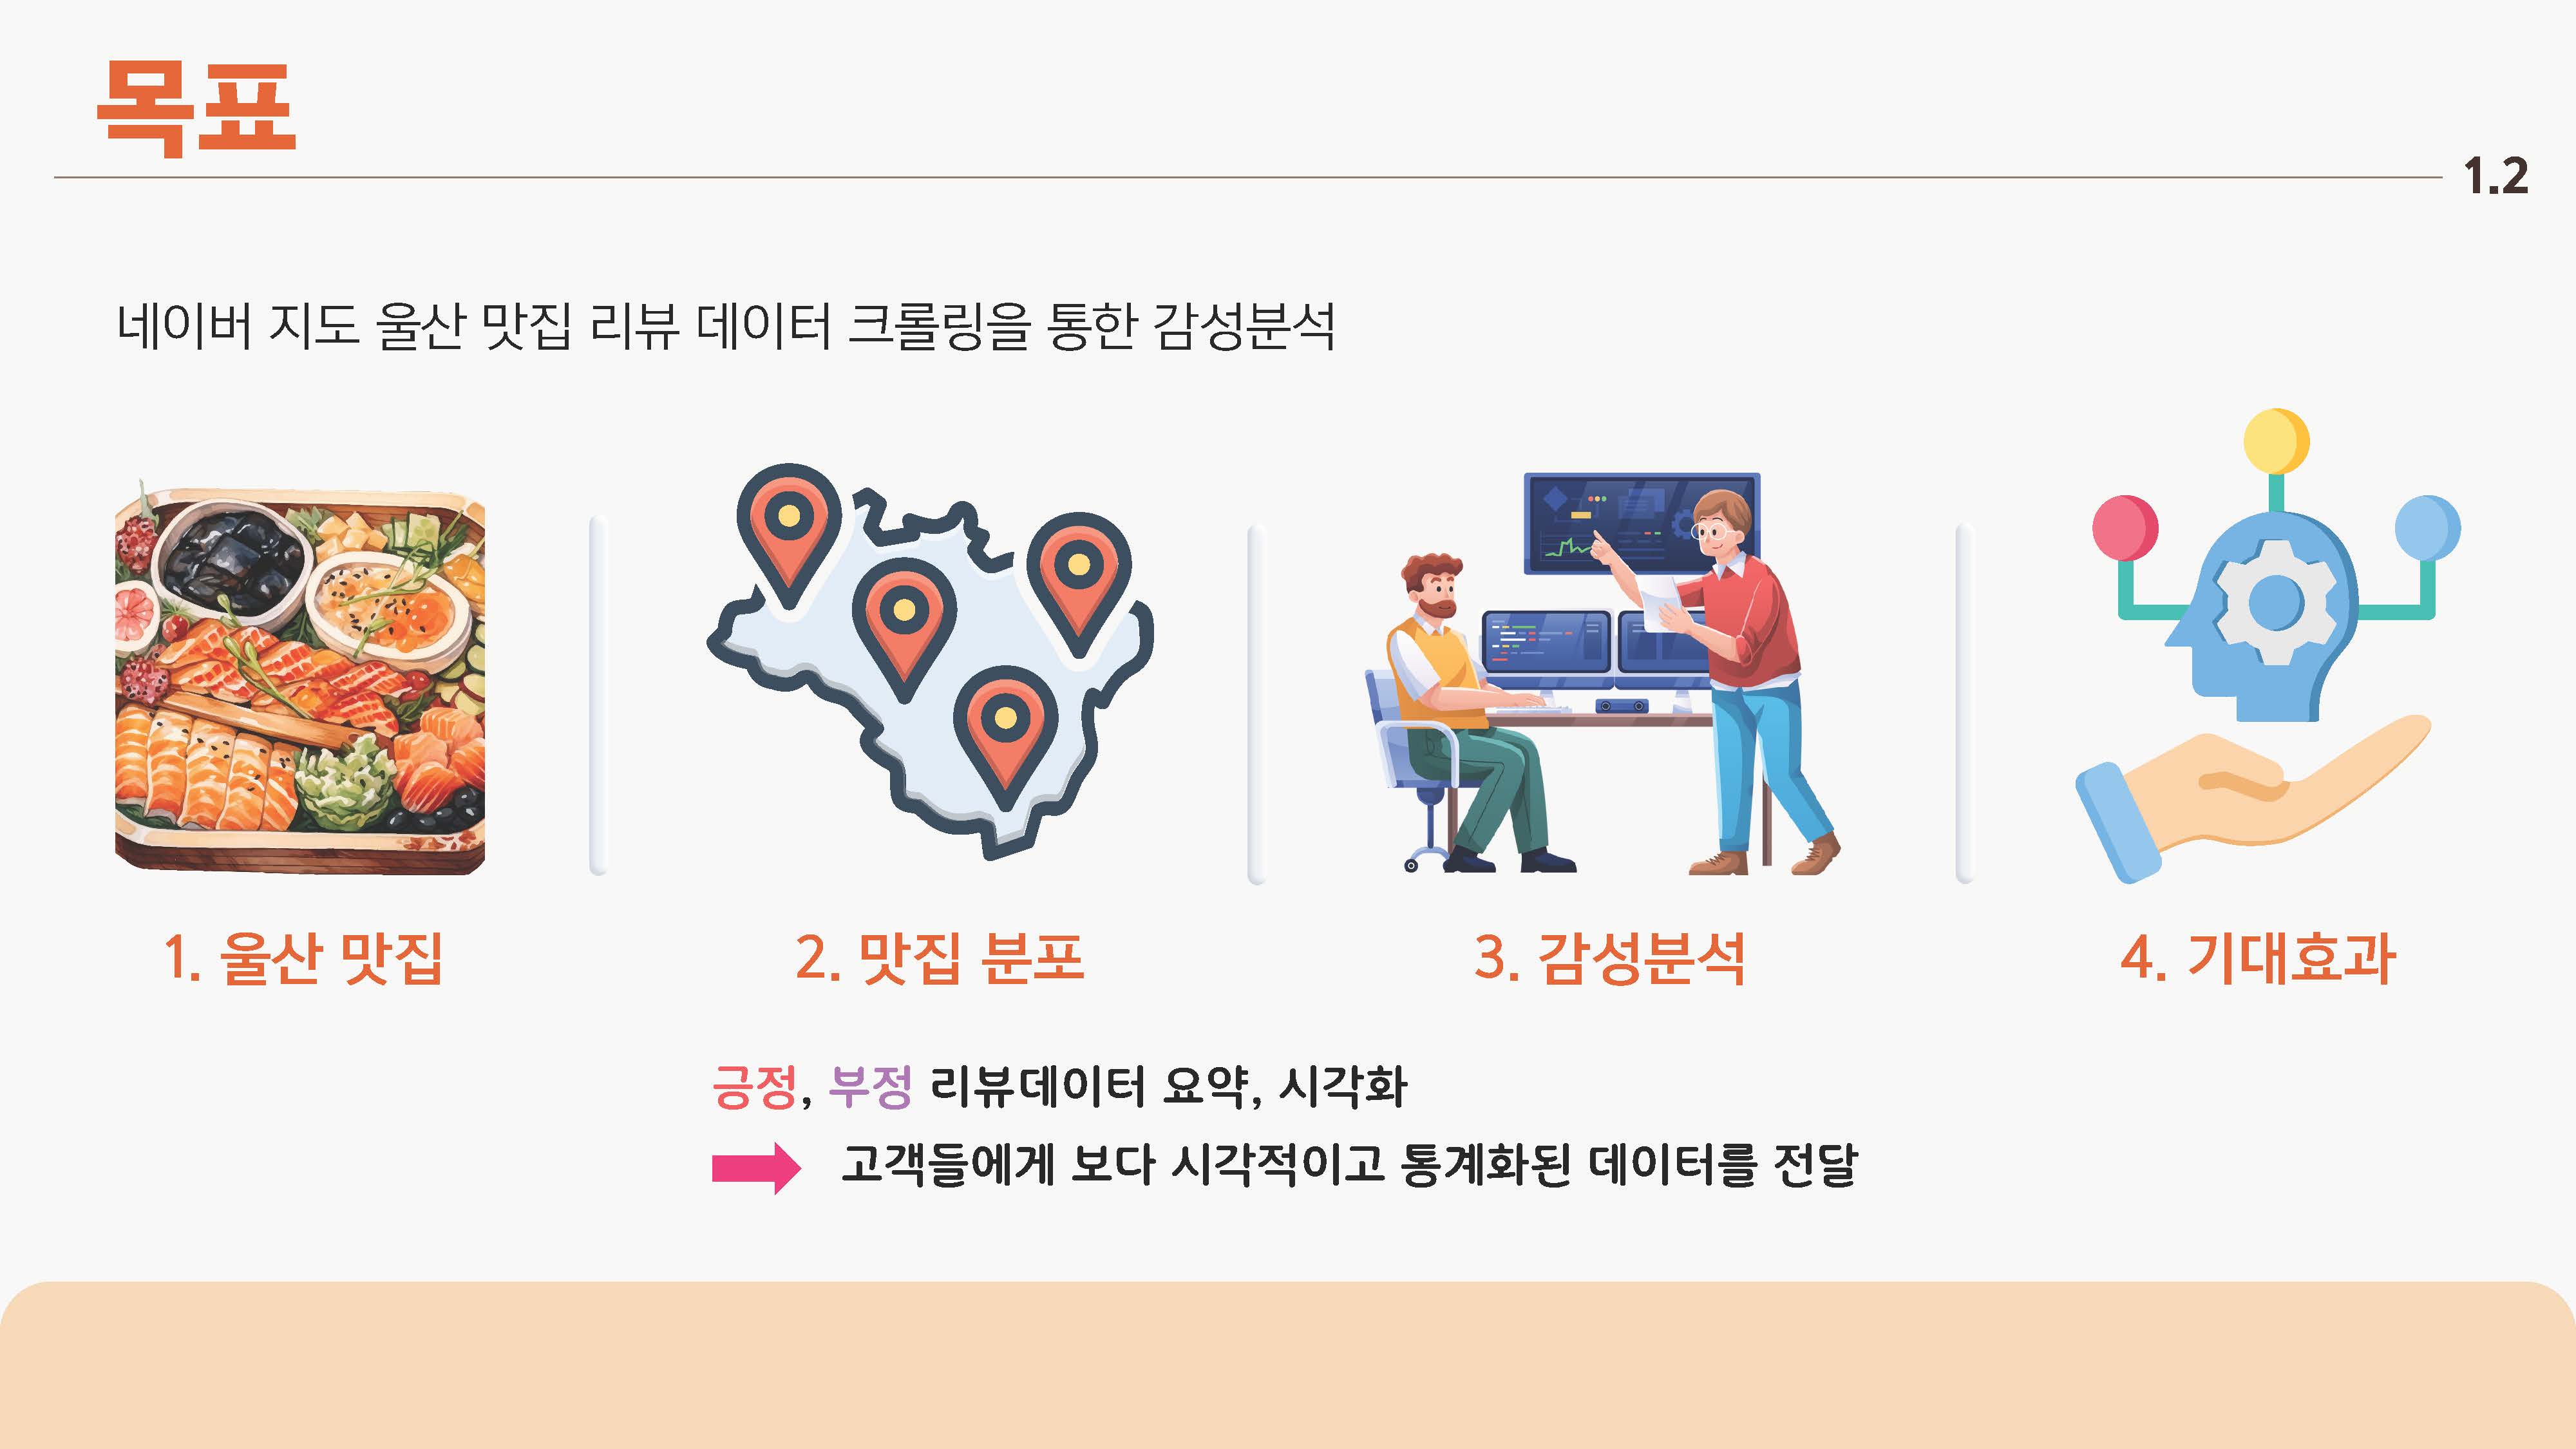 목표
1.2
네이버 지도 울산 맛집 리뷰 데이터 크롤링을 통한 감성분석
1. 울산 맛집
2. 맛집 분포
3. 감성분석
4. 기대효과
긍정, 부정 리뷰데이터 요약, 시각화
고객들에게 보다 시각적이고 통계화된 데이터를 전달